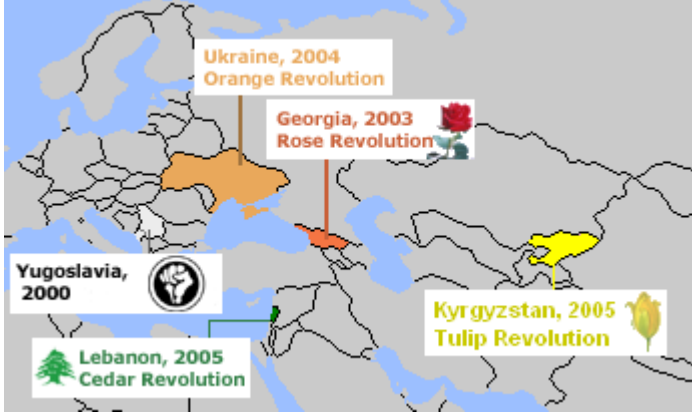 Ukraine, 2004
Orange Revolution
Georgia, 2003
Rose Revolution
Yugoslavia,
2000
Kyrgyzstan, 2005
Tulip Revolution
Lebanon, 2005
Cedar Revolution